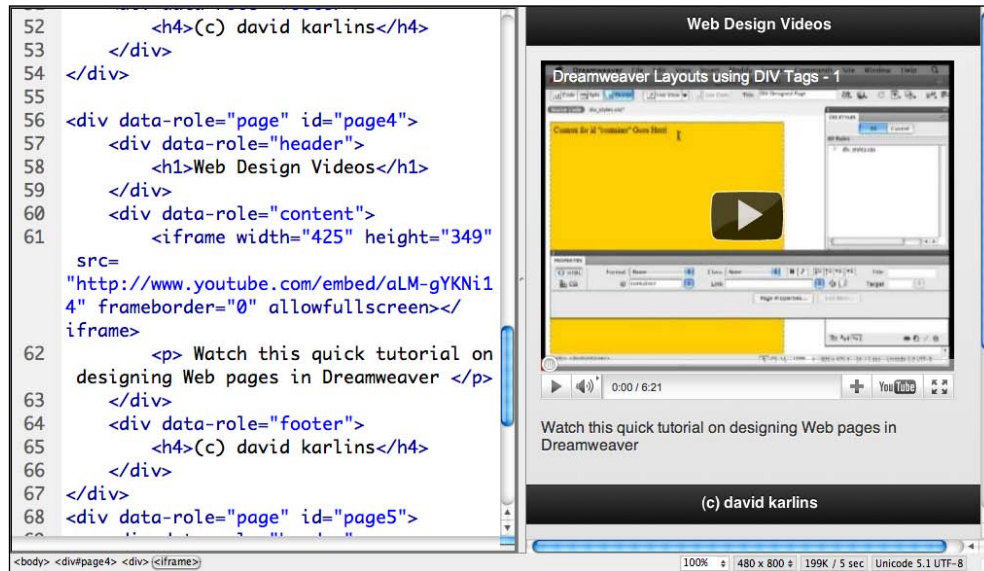 52 <h4>(c) david karlins</h4>
53 </div>
54 </div>
55
56 <div data-role="page" id="page4">
57 <div data-role="header">
58 <h1>Web Design Videos</h1>
59 </div>
60 <div data-role="content">
61 <iframe width="425" height="349"
src=
"http://www.youtube.com/embed/aLM-gYKNi1
4" frameborder="0" allowfullscreen></
iframe>
62 <p> Watch this quick tutorial on
designing Web pages in Dreamweaver </p>
63 </div>
64 <div data-role="footer">
65 <h4>(c) david karlins</h4>
66 </div>
67 </div>
68 <div data-role="page" id="page5">
Web Design Videos
Dreamweaver Layouts using DIV Tags - 1
Content for id "container" Goes Here
0:00 / 6:21
YouTube
Watch this quick tutorial on designing Web pages in
Dreamweaver
(c) david karlins
<body> <div#page4> <div> <iframe>
100% 480 x 800 199K / 5 sec Unicode 5.1 UTF-8